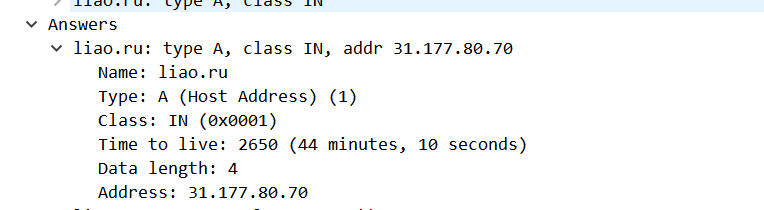 liao.ru: type A, class IN
Answers
liao.ru: type A, class IN, addr 31.177.80.70
Name: liao.ru
Type: A (Host Address) (1)
Class: IN (0x0001)
Time to live: 2650 (44 minutes, 10 seconds)
Data length: 4
Address: 31.177.80.70